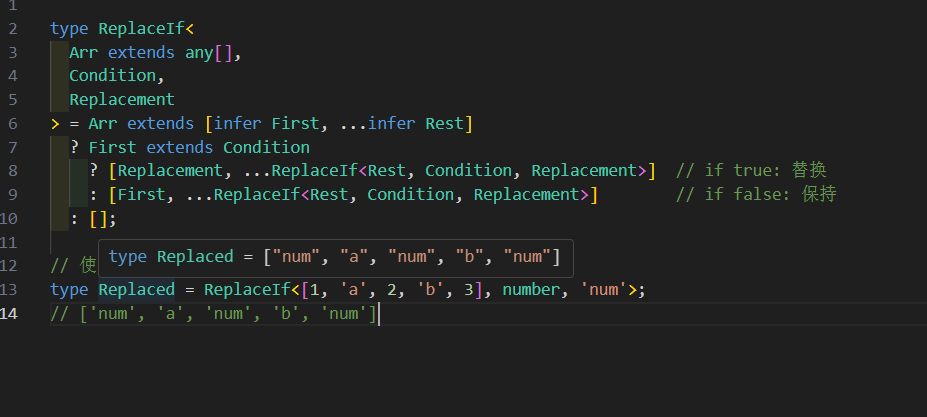 1
2 type ReplaceIf<
3 Arr extends any[],
4 Condition,
5 Replacement
6 > = Arr extends [infer First, ...infer Rest]
7 ? First extends Condition
8 ? [Replacement, ...ReplaceIf<Rest, Condition, Replacement>] // if true: 替换
9 : [First, ...ReplaceIf<Rest, Condition, Replacement>] // if false: 保持
10 : [];
11
type Replaced = ["num", "a", "num", "b", "num"]
12 // 使
13 type Replaced = ReplaceIf<[1, 'a', 2, 'b', 3], number, 'num'>;
14 // ['num', 'a', 'num', 'b', 'num']